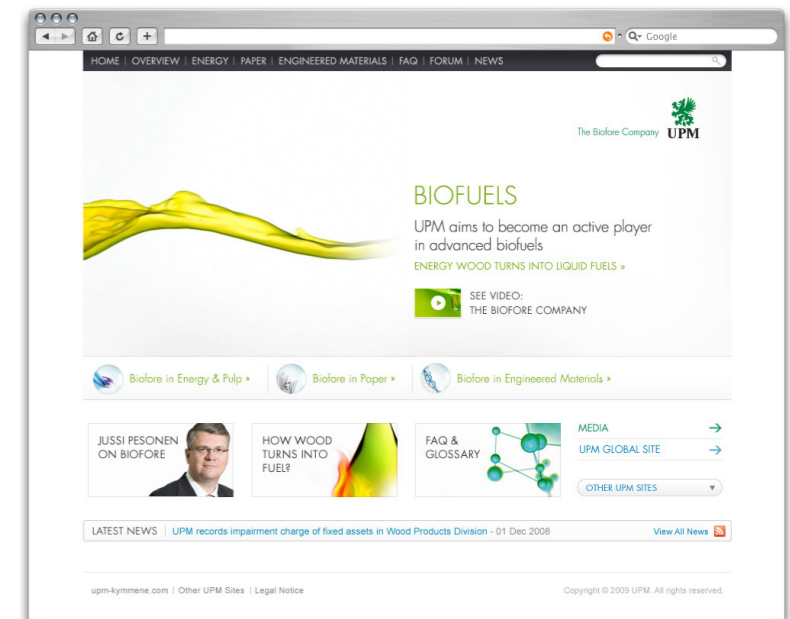 Google
HOME | OVERVIEW | ENERGY | PAPER | ENGINEERED MATERIALS | FAQ | FORUM | NEWS
The Biofore Company UPM
BIOFUELS
UPM aims to become an active player
in advanced biofuels
ENERGY WOOD TURNS INTO LIQUID FUELS »
SEE VIDEO:
THE BIOFORE COMPANY
Biofore in Energy & Pulp »
Biofore in Paper »
Biofore in Engineered Materials »
JUSSI PESONEN
ON BIOFORE
HOW WOOD
TURNS INTO
FUEL?
FAQ &
GLOSSARY
MEDIA
UPM GLOBAL SITE
OTHER UPM SITES
LATEST NEWS | UPM records impairment charge of fixed assets in Wood Products Division - 01 Dec 2008
View All News
upm-kymmene.com | Other UPM Sites | Legal Notice
Copyright © 2009 UPM. All rights reserved.